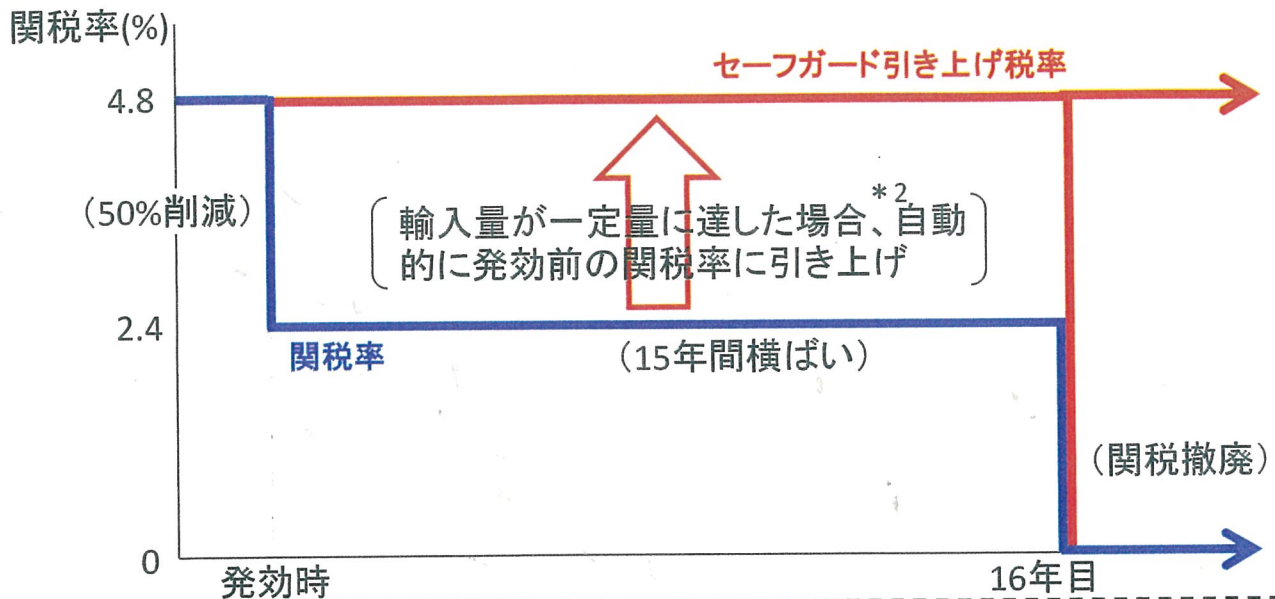 関税率(%)
セーフガード引き上げ税率
4.8
(50%削減)
輸入量が一定量に達した場合、*2自動
的に発効前の関税率に引き上げ
2.4
関税率
(15年間横ばい)
(関税撤廃)
0
発効時
16年目